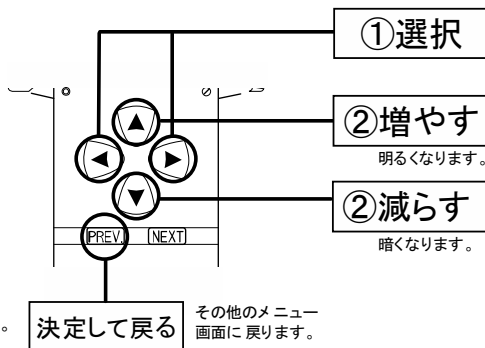 ①選択
②増やす
明るくなります。
②減らす
暗くなります。
PREV.
NEXT
。
決定して戻る
その他のメニュー
画面に戻ります。